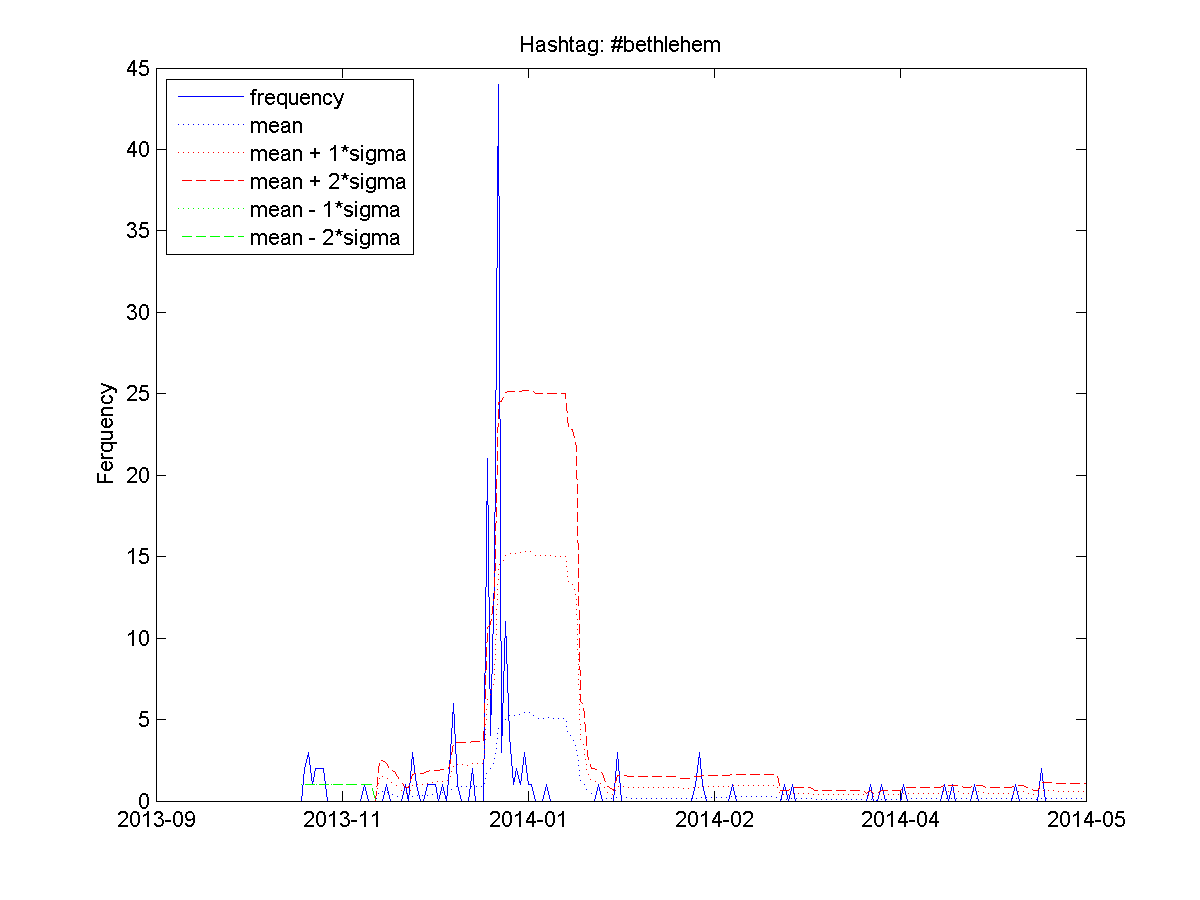 Hashtag: #bethlehem
45
40
35
30
25
20
15
10
5
0
frequency
mean
mean + 1*sigma
mean + 2*sigma
mean - 1*sigma
mean - 2*sigma
Ferquency
2013-09 2013-11 2014-01 2014-02 2014-04 2014-05